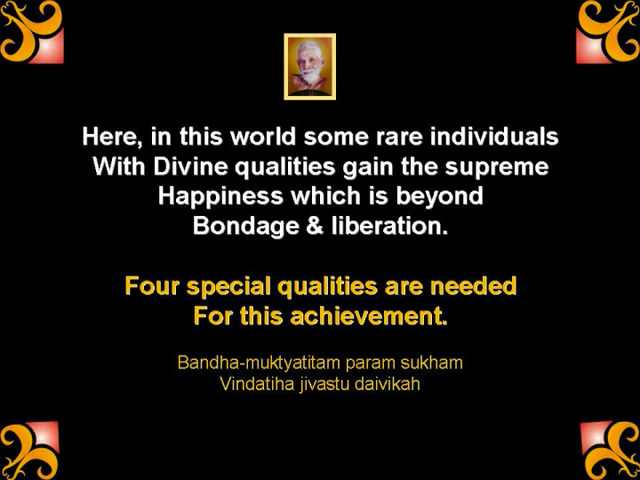 Here, in this world some rare individuals
With Divine qualities gain the supreme
Happiness which is beyond
Bondage & liberation.
Four special qualities are needed
For this achievement.
Bandha-muktyatitam param sukham
Vindatiha jivastu daivikah